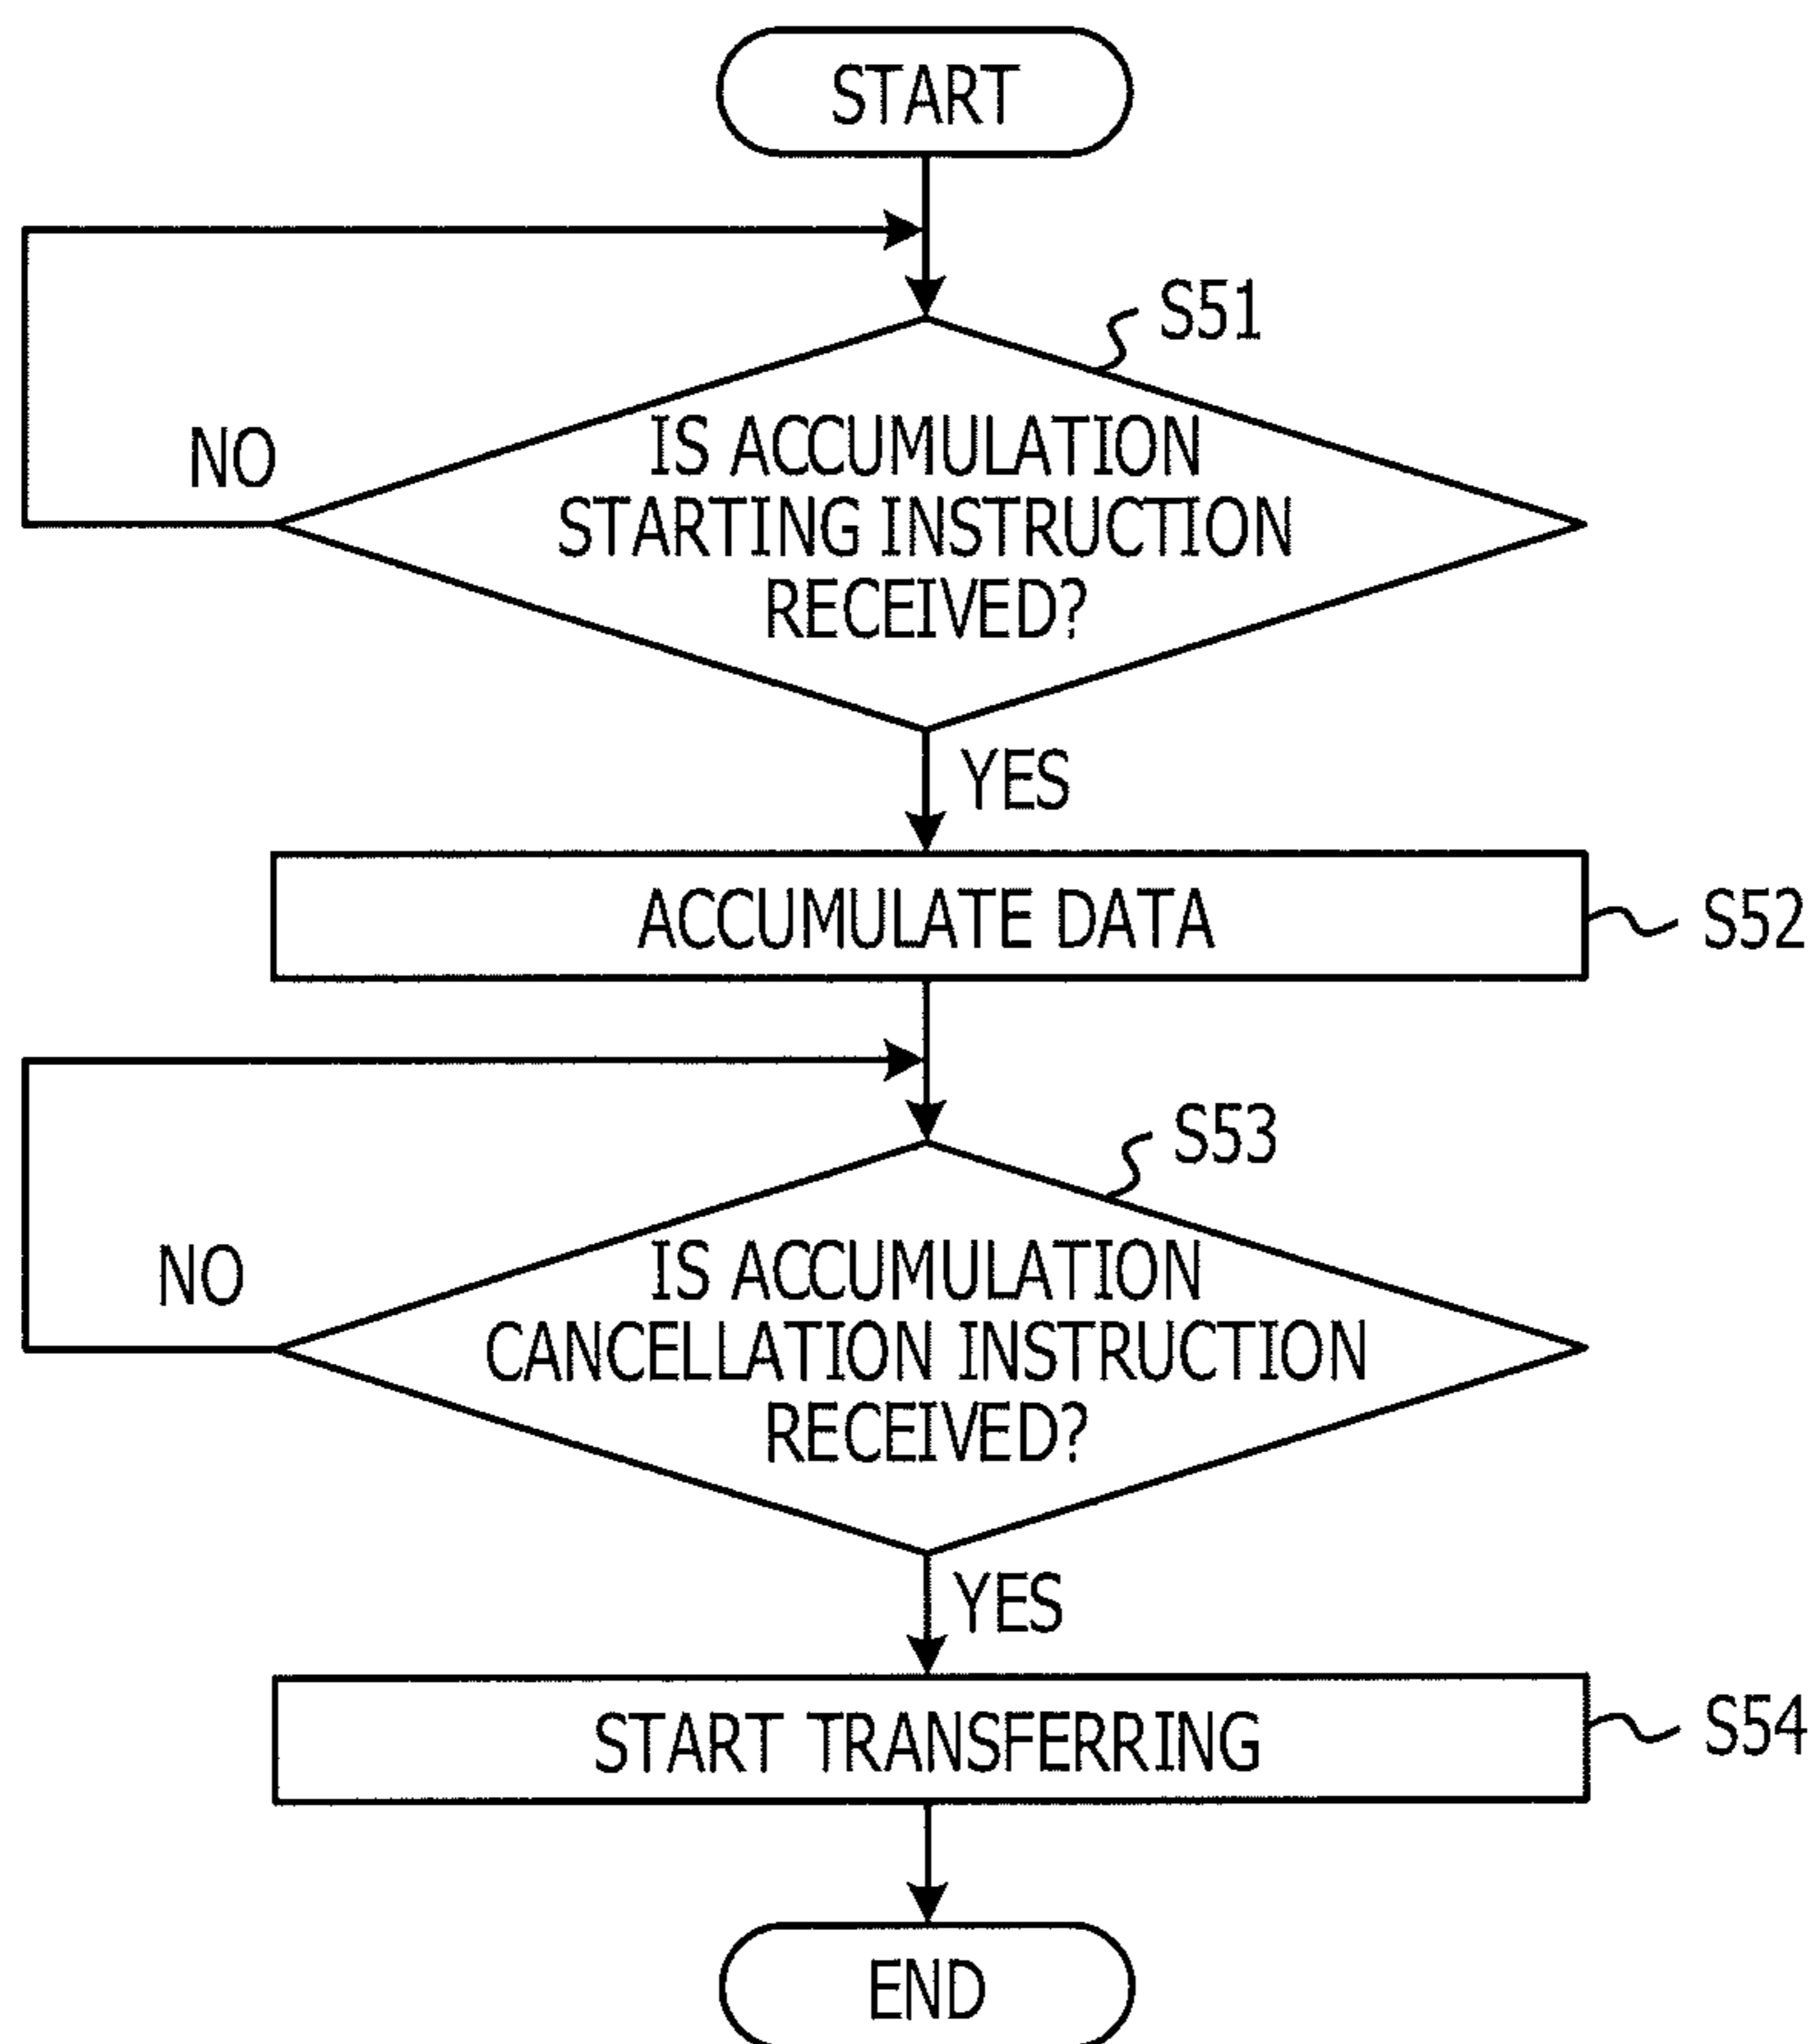 START
S51
NO
IS ACCUMULATION
STARTING INSTRUCTION
RECEIVED?
YES
ACCUMULATE DATA
S52
S53
NO
IS ACCUMULATION
CANCELLATION INSTRUCTION
RECEIVED?
YES
START TRANSFERRING
S54
END